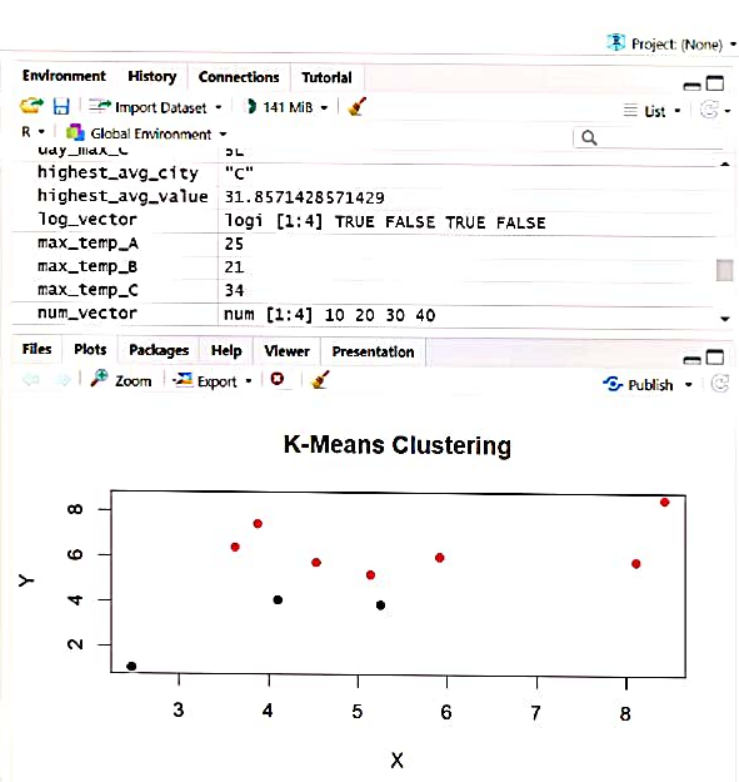 Project: (None)
Environment History Connections Tutorial
Import Dataset 141 MiB List
R Global Environment
day_max_C 5L
highest_avg_city "C"
highest_avg_value 31.8571428571429
log_vector logi [1:4] TRUE FALSE TRUE FALSE
max_temp_A 25
max_temp_B 21
max_temp_C 34
num_vector num [1:4] 10 20 30 40
Files Plots Packages Help Viewer Presentation
Zoom Export Publish
K-Means Clustering
8
6
Y
4
2
3 4 5 6 7 8
X